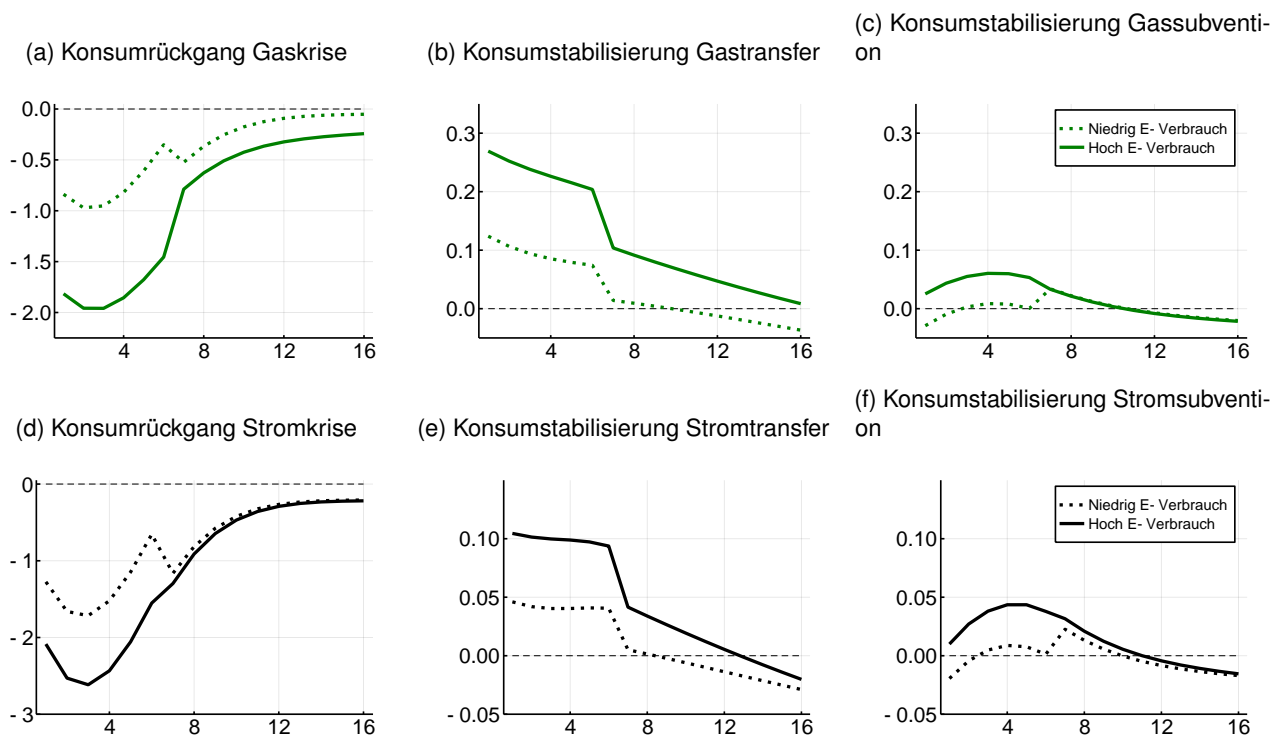 (a) Konsumrückgang Gaskrise
0.0
- 0.5
- 1.0
- 1.5
- 2.0
4 8 12 16
(b) Konsumstabilisierung Gastransfer
0.3
0.2
0.1
0.0
4 8 12 16
(c) Konsumstabilisierung Gassubventi-
on
0.3
0.2
0.1
0.0
4 8 12 16
Niedrig E- Verbrauch
Hoch E- Verbrauch
(d) Konsumrückgang Stromkrise
0
- 1
- 2
- 3
4 8 12 16
(e) Konsumstabilisierung Stromtransfer
0.10
0.05
0.00
- 0.05
4 8 12 16
(f) Konsumstabilisierung Stromsubventi-
on
0.10
0.05
0.00
- 0.05
4 8 12 16
Niedrig E- Verbrauch
Hoch E- Verbrauch